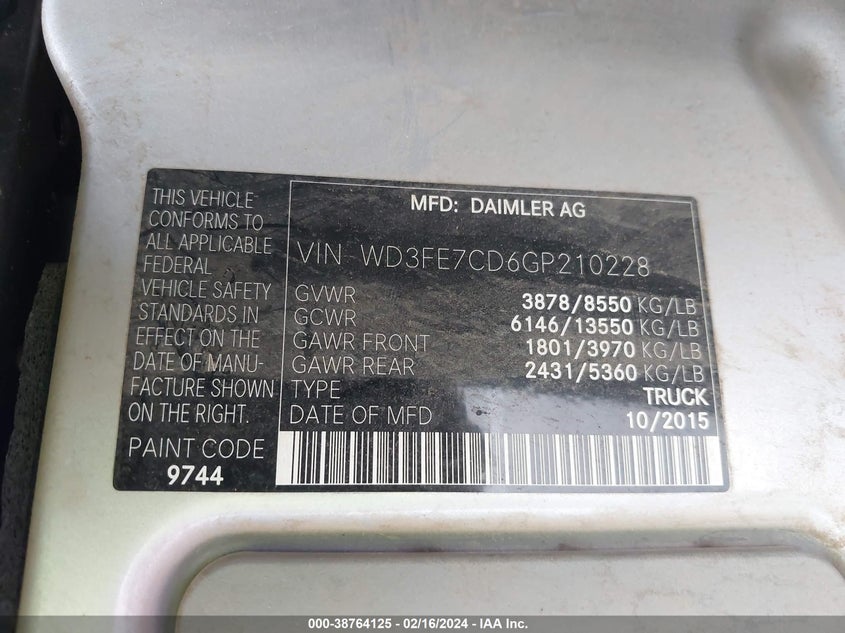 THIS VEHICLE
CONFORMS TO
ALL APPLICABLE
FEDERAL
VEHICLE SAFETY
STANDARDS IN
EFFECT ON THE
DATE OF MANU-
FACTURE SHOWN
ON THE RIGHT.
PAINT CODE
9744
MFD: DAIMLER AG
VIN WD3FE7CD6GP210228
GVWR 3878/8550 KG/LB
GCWR 6146/13550 KG/LB
GAWR FRONT 1801/3970 KG/LB
GAWR REAR 2431/5360 KG/LB
TYPE TRUCK
DATE OF MFD 10/2015
000-38764125 - 02/16/2024 - IAA Inc.